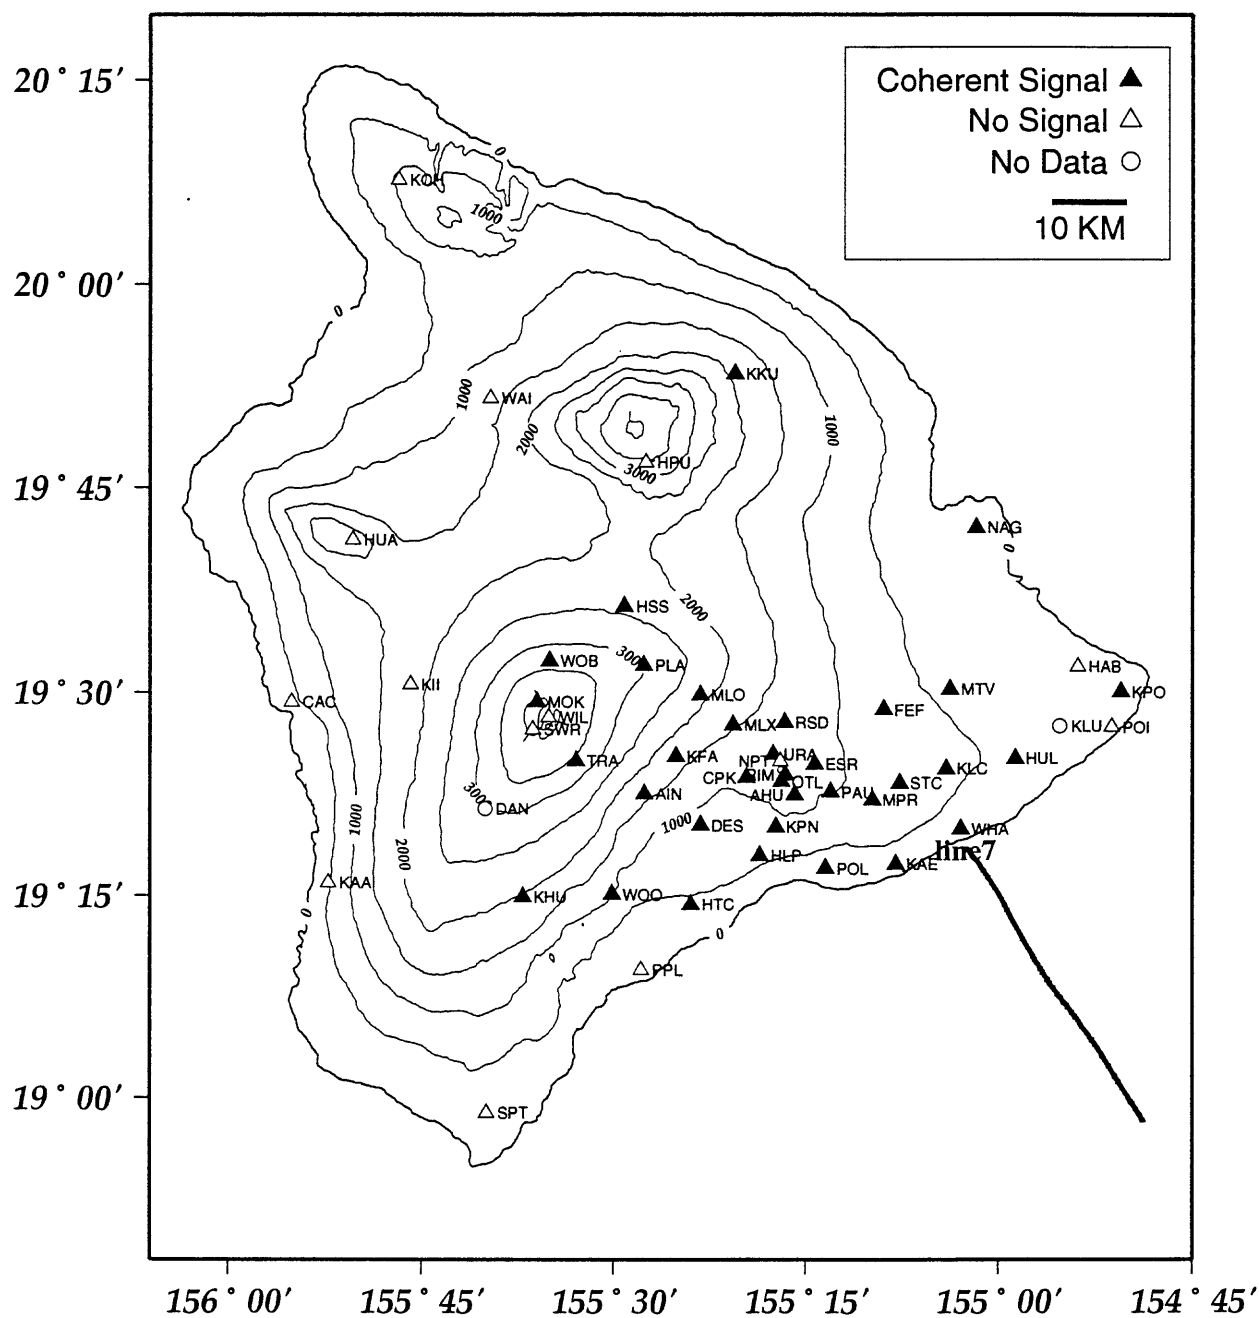 20° 15'
Coherent Signal
No Signal
No Data
10 KM
0
KOH
1000
20° 00'
0
KKU
1000
WAI
1000
2000
HPU
3000
19° 45'
NAG
HUA
0
HSS
2000
300
WOB
PLA
HAB
19° 30'
KII
MLO
MTV
KPO
CAC
MOK
FEF
WIL
MLX
RSD
KLU
POI
SWR
TRA
KFA
NPT
URA
ESR
HUL
CPK
RIM
OTL
KLC
STC
300
AIN
AHU
PAU
MPR
DAN
1000
1000
DES
KPN
WHA
2000
HLP
line7
POL
KAE
KAA
19° 15'
KHU
WOO
HTC
0
0
0
PPL
19° 00'
SPT
156° 00'
155° 45'
155° 30'
155° 15'
155° 00'
154° 45'